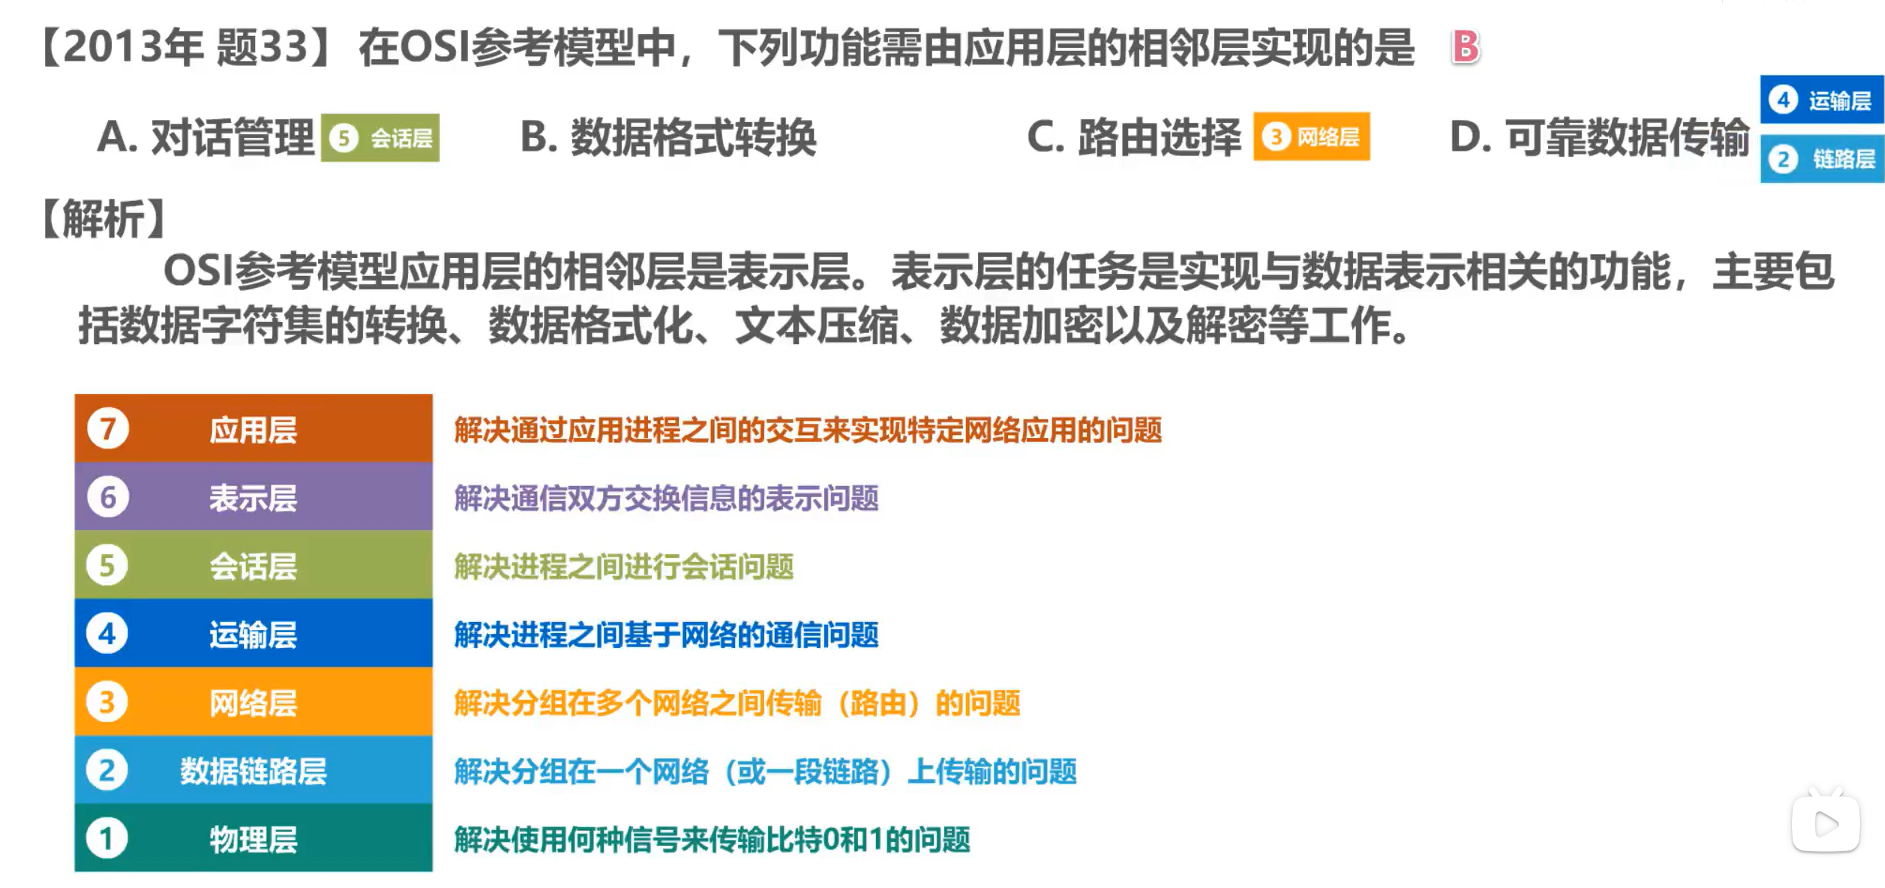 【2013年 题33】 在OSI参考模型中，下列功能需由应用层的相邻层实现的是 B
A. 对话管理 5 会话层 B. 数据格式转换 C. 路由选择 3 网络层 D. 可靠数据传输 4 运输层
2 链路层
【解析】
OSI参考模型应用层的相邻层是表示层。表示层的任务是实现与数据表示相关的功能，主要包
括数据字符集的转换、数据格式化、文本压缩、数据加密以及解密等工作。
7 应用层 解决通过应用进程之间的交互来实现特定网络应用的问题
6 表示层 解决通信双方交换信息的表示问题
5 会话层 解决进程之间进行会话问题
4 运输层 解决进程之间基于网络的通信问题
3 网络层 解决分组在多个网络之间传输（路由）的问题
2 数据链路层 解决分组在一个网络（或一段链路）上传输的问题
1 物理层 解决使用何种信号来传输比特0和1的问题